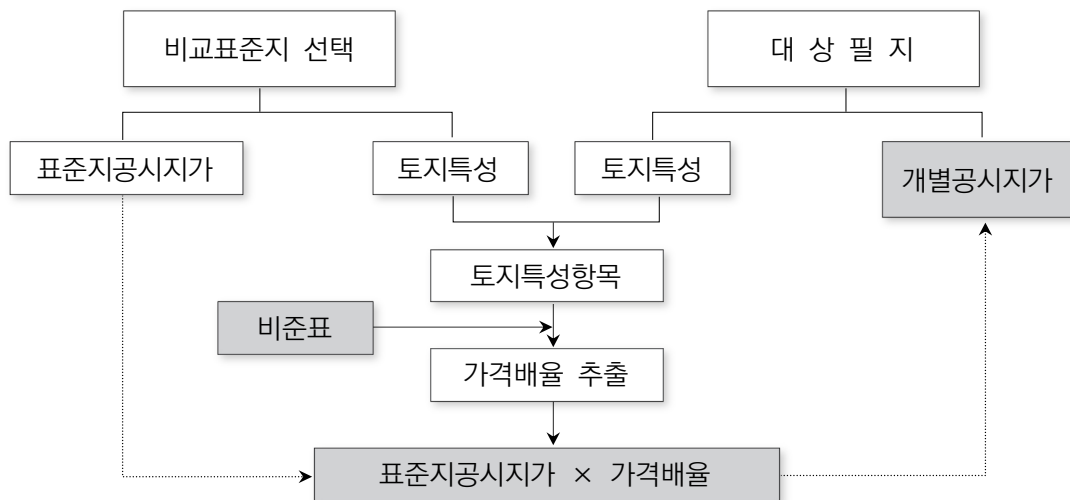 비교표준지 선택
대 상 필 지
표준지공시지가
토지특성
토지특성
개별공시지가
토지특성항목
비준표
가격배율 추출
표준지공시지가 × 가격배율